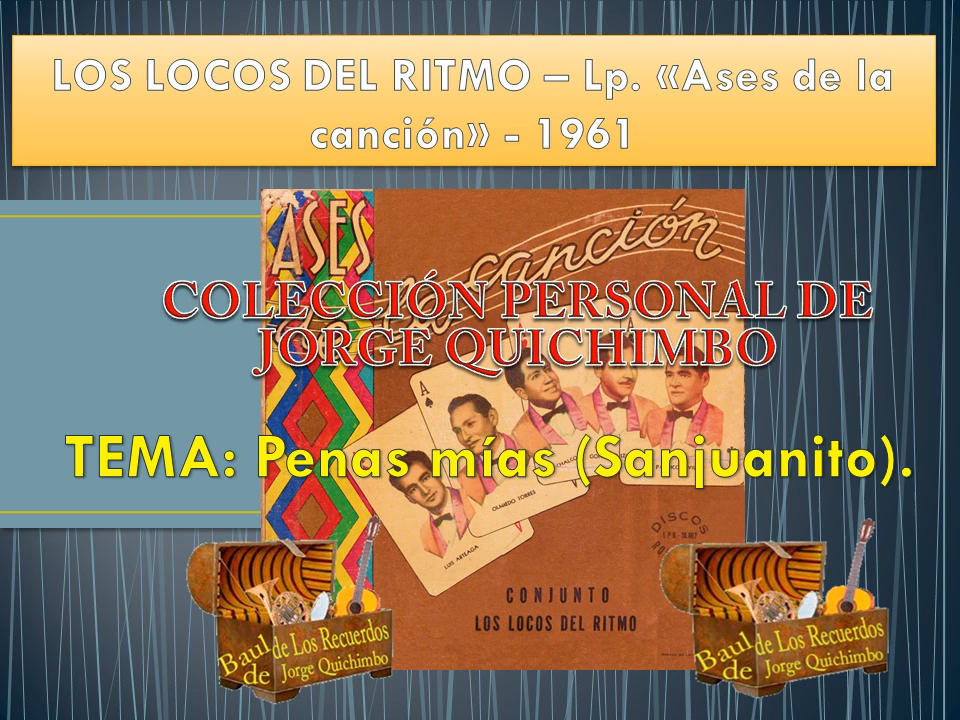 LOS LOCOS DEL RITMO – Lp. «Ases de la
canción» - 1961
ASES
de la canción
COLECCIÓN PERSONAL DE
JORGE QUICHIMBO
A
A
TEMA: Penas mías (Sanjuanito).
OLMEDO TORRES
LUIS ARTEAGA
DISCOS
CONJUNTO
LOS LOCOS DEL RITMO
Baul de Los Recuerdos
de Jorge Quichimbo
Baul de Los Recuerdos
de Jorge Quichimbo